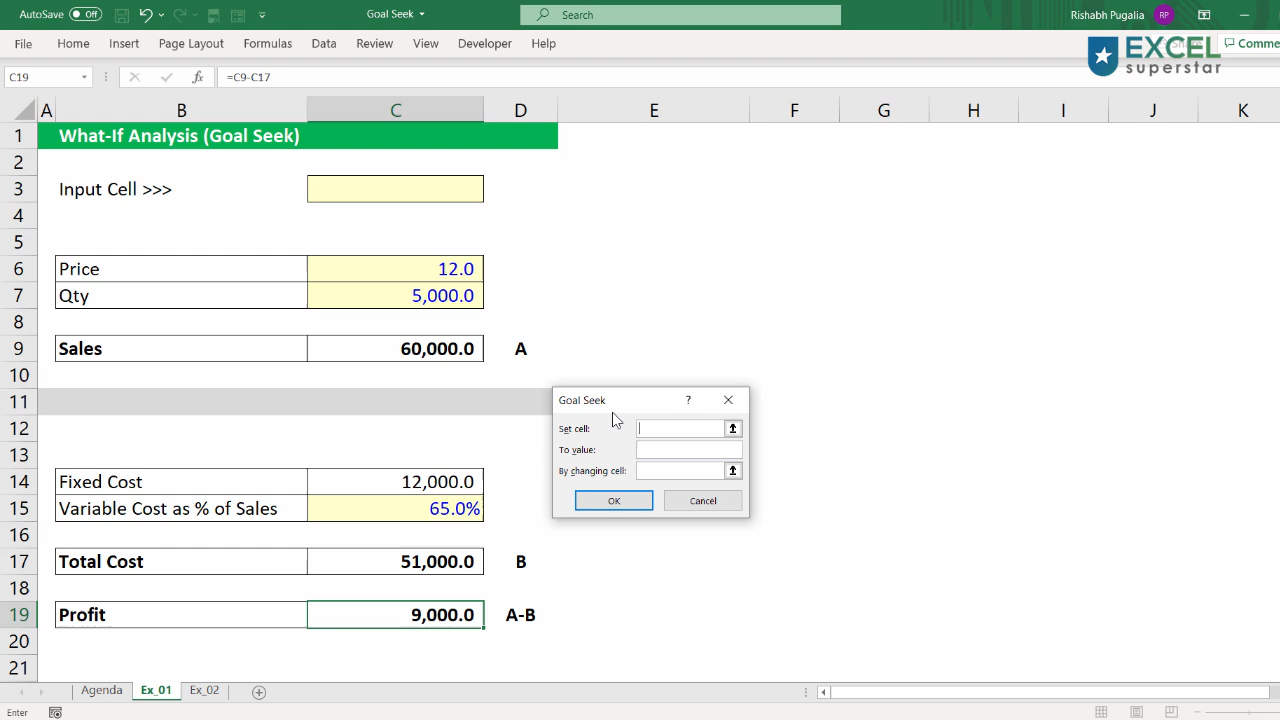 AutoSave Off
Goal Seek
Search
Rishabh Pugalia RP
File Home Insert Page Layout Formulas Data Review View Developer Help
Comme
EXCEL
superstar
C19 fx =C9-C17
A B C D E F G H I J K
1 What-If Analysis (Goal Seek)
2
3 Input Cell >>>
4
5
6 Price 12.0
7 Qty 5,000.0
8
9 Sales 60,000.0 A
10
11
12
13
14 Fixed Cost 12,000.0
15 Variable Cost as % of Sales 65.0%
16
17 Total Cost 51,000.0 B
18
19 Profit 9,000.0 A-B
20
21
Goal Seek ?
Set cell:
To value:
By changing cell:
OK Cancel
Agenda Ex_01 Ex_02
Enter